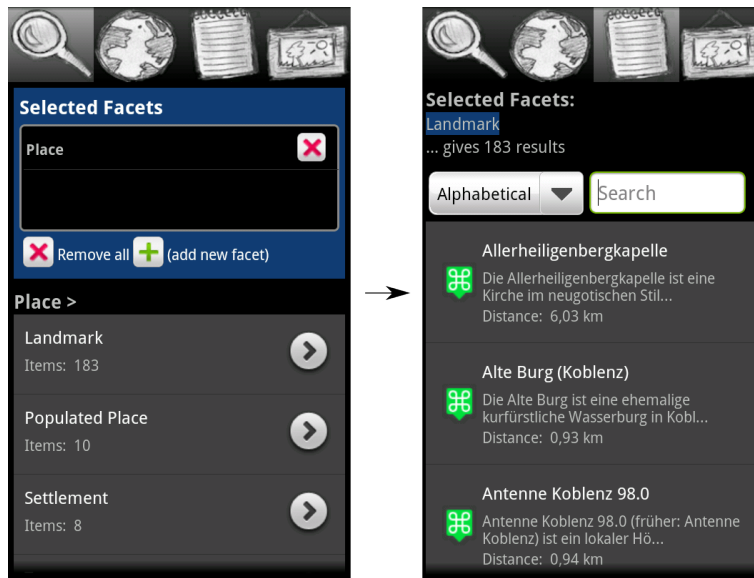 Selected Facets
Place
Remove all (add new facet)
Place >
Landmark
Items: 183
Populated Place
Items: 10
Settlement
Items: 8
Selected Facets:
Landmark
... gives 183 results
Alphabetical
Search
Allerheiligenbergkapelle
Die Allerheiligenbergkapelle ist eine
Kirche im neugotischen Stil...
Distance: 6,03 km
Alte Burg (Koblenz)
Die Alte Burg ist eine ehemalige
kurfürstliche Wasserburg in Kobl...
Distance: 0,93 km
Antenne Koblenz 98.0
Antenne Koblenz 98.0 (früher: Antenne
Koblenz) ist ein lokaler Hö...
Distance: 0,94 km